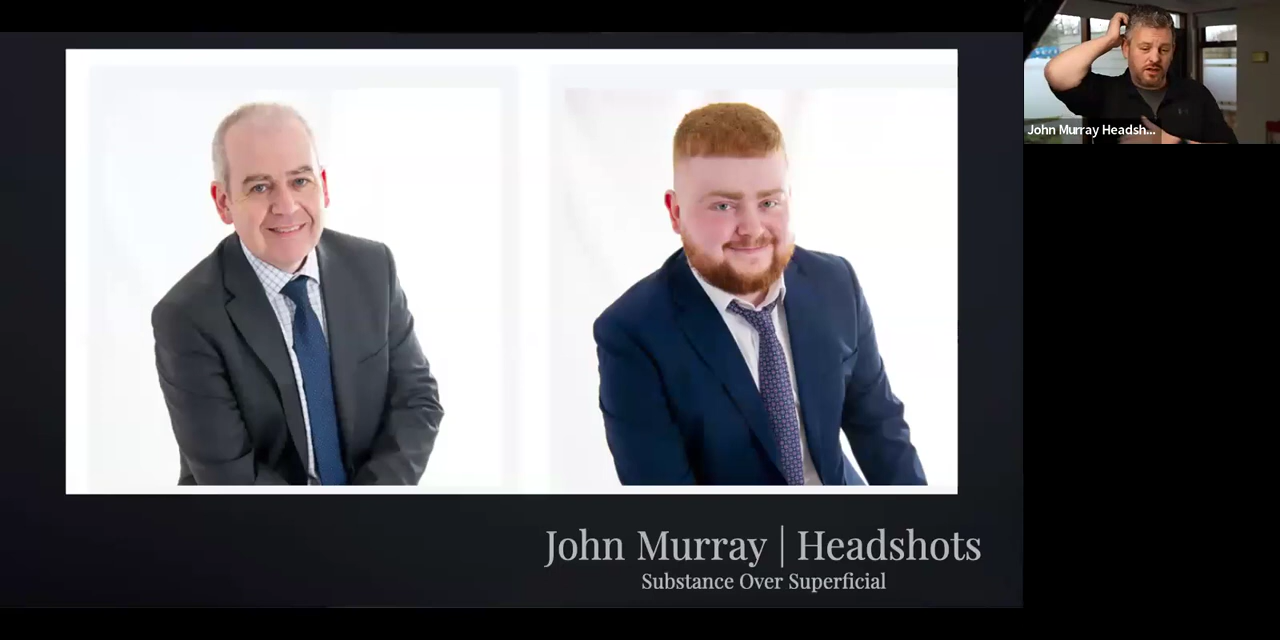 John Murray Headsh...
John Murray | Headshots
Substance Over Superficial